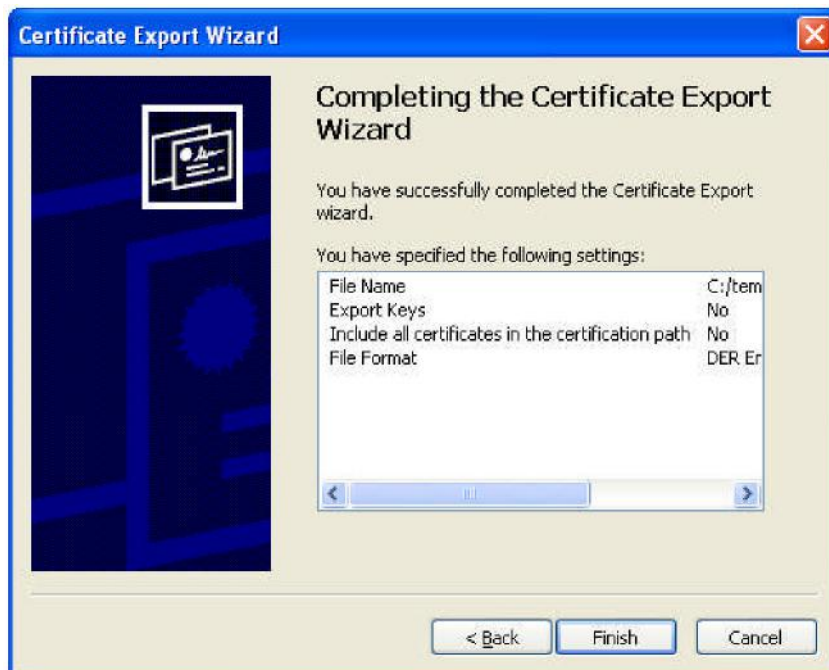 Certificate Export Wizard
Completing the Certificate Export
Wizard
You have successfully completed the Certificate Export
wizard.
You have specified the following settings:
File Name C:/tem
Export Keys No
Include all certificates in the certification path No
File Format DER Er
< Back Finish Cancel